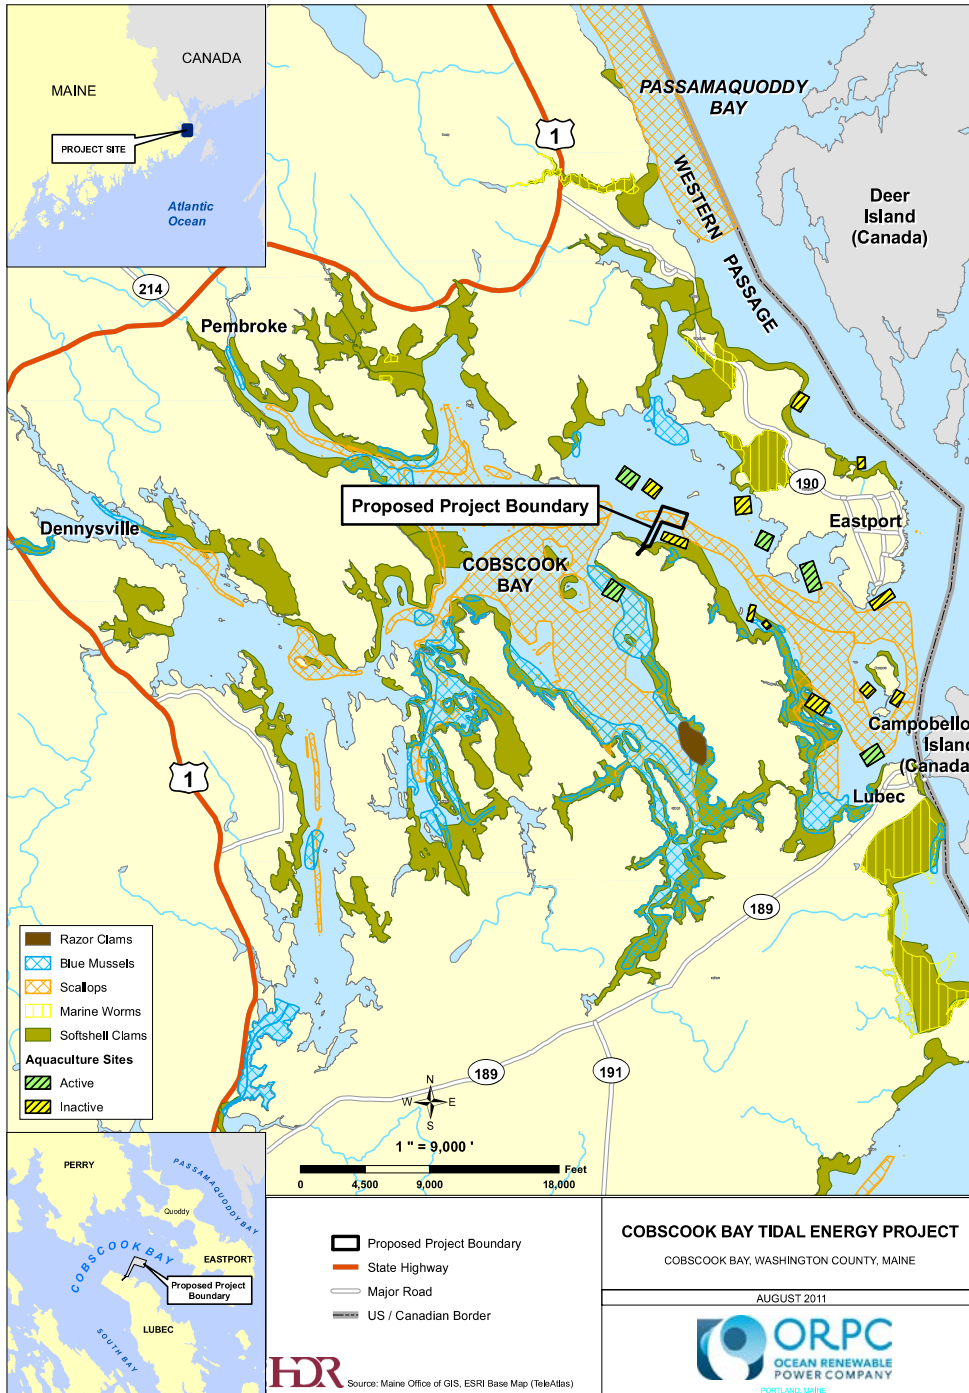 CANADA
MAINE
PROJECT SITE
Atlantic
Ocean
PASSAMAQUODDY
BAY
1
WESTERN
PASSAGE
Deer
Island
(Canada)
214
Pembroke
190
Proposed Project Boundary
Eastport
Dennysville
COBSCOOK
BAY
Campobello
Island
(Canada
1
Lubec
189
Razor Clams
Blue Mussels
Scallops
Marine Worms
Softshell Clams
Aquaculture Sites
Active
Inactive
189
191
N
W E
S
1 " = 9,000 '
Feet
0 4,500 9,000 18,000
PERRY
PASSAMAQUODDY BAY
Quoddy
COBSCOOK BAY
EASTPORT
Proposed Project
Boundary
LUBEC
SOUTH BAY
Proposed Project Boundary
State Highway
Major Road
US / Canadian Border
HDR
Source: Maine Office of GIS, ESRI Base Map (TeleAtlas)
COBSCOOK BAY TIDAL ENERGY PROJECT
COBSCOOK BAY, WASHINGTON COUNTY, MAINE
AUGUST 2011
ORPC
OCEAN RENEWABLE
POWER COMPANY
PORTLAND, MAINE